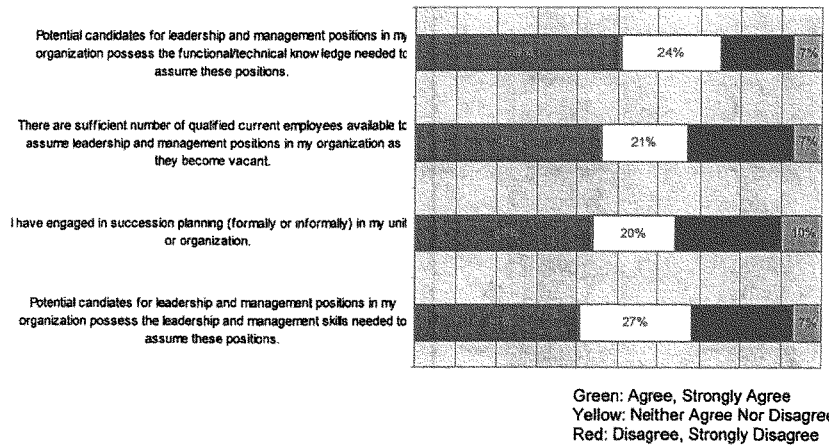 Potential candidates for leadership and management positions in my
organization possess the functional/technical knowledge needed to
assume these positions.
24%
7%
There are sufficient number of qualified current employees available to
assume leadership and management positions in my organization as
they become vacant.
21%
7%
I have engaged in succession planning (formally or informally) in my unit
or organization.
20%
10%
Potential candiates for leadership and management positions in my
organization possess the leadership and management skills needed to
assume these positions.
27%
7%
Green: Agree, Strongly Agree
Yellow: Neither Agree Nor Disagree
Red: Disagree, Strongly Disagree